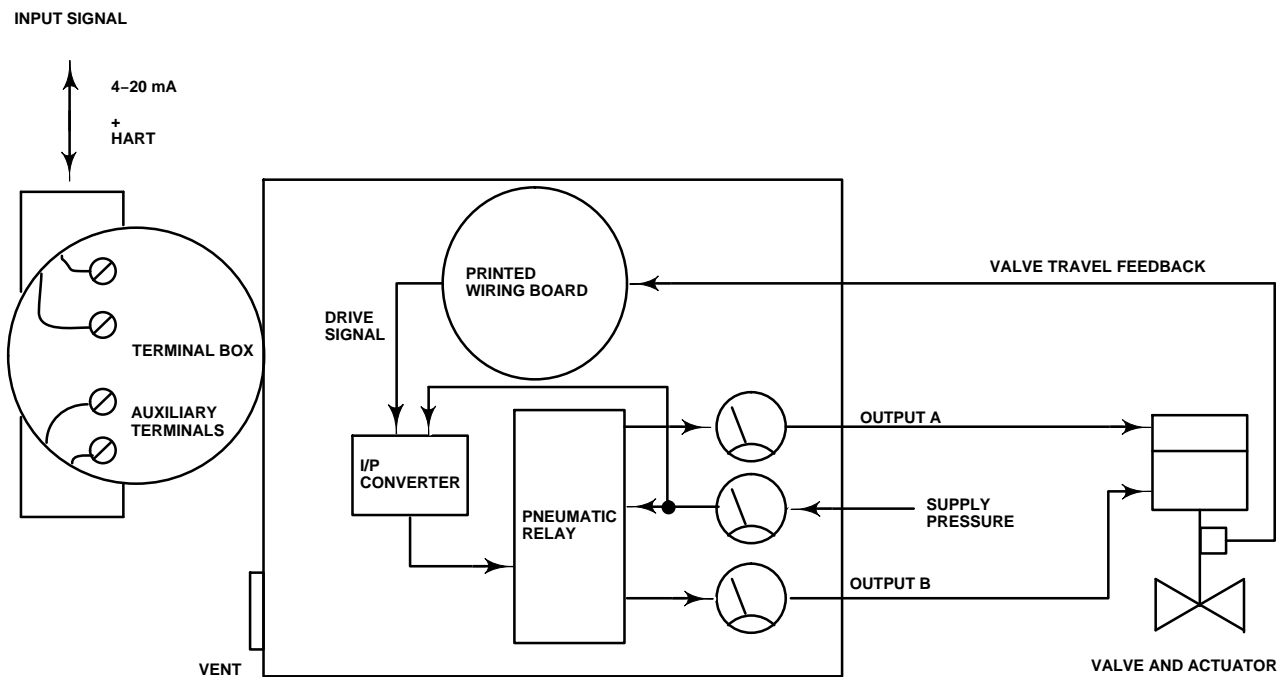 INPUT SIGNAL
4–20 mA
+
HART
PRINTED
WIRING BOARD
VALVE TRAVEL FEEDBACK
DRIVE
SIGNAL
TERMINAL BOX
AUXILIARY
TERMINALS
OUTPUT A
I/P
CONVERTER
PNEUMATIC
RELAY
SUPPLY
PRESSURE
OUTPUT B
VENT
VALVE AND ACTUATOR